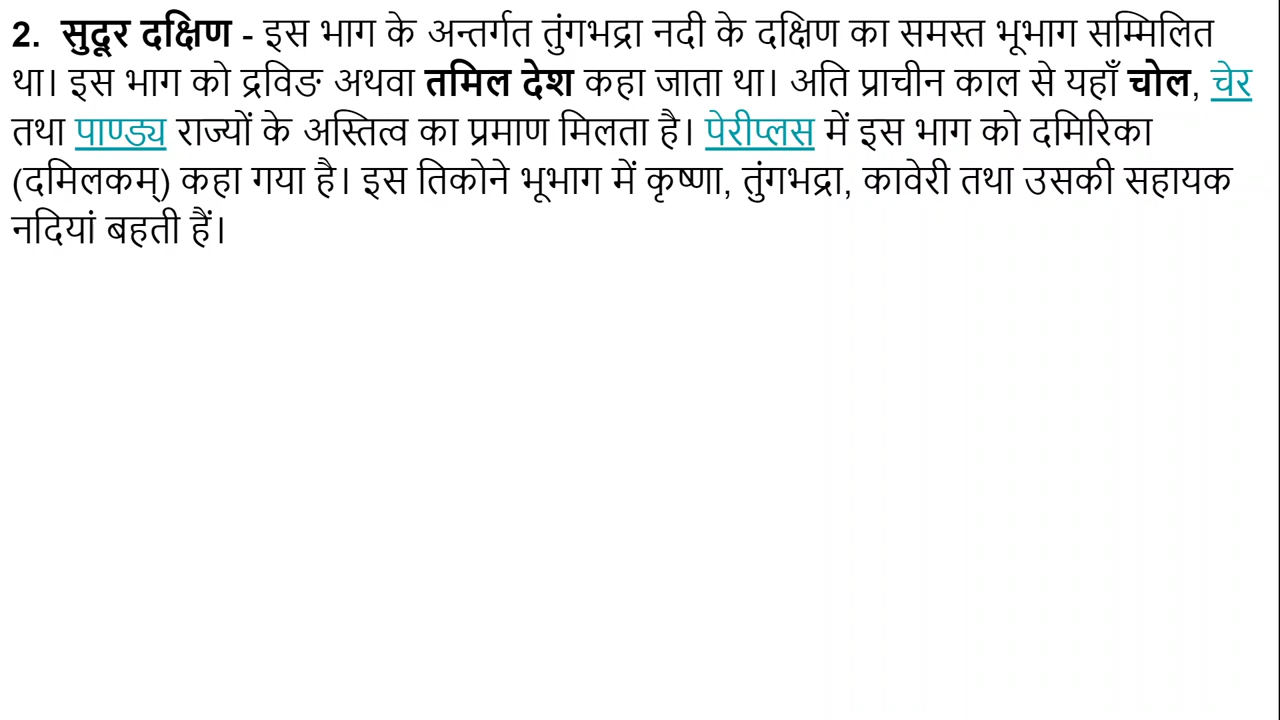 2. सुदूर दक्षिण - इस भाग के अन्तर्गत तुंगभद्रा नदी के दक्षिण का समस्त भूभाग सम्मिलित
था। इस भाग को द्रविङ अथवा तमिल देश कहा जाता था। अति प्राचीन काल से यहाँ चोल, चेर
तथा पाण्ड्य राज्यों के अस्तित्व का प्रमाण मिलता है। पेरीप्लस में इस भाग को दमिरिका
(दमिलकम्) कहा गया है। इस तिकोने भूभाग में कृष्णा, तुंगभद्रा, कावेरी तथा उसकी सहायक
नदियां बहती हैं।